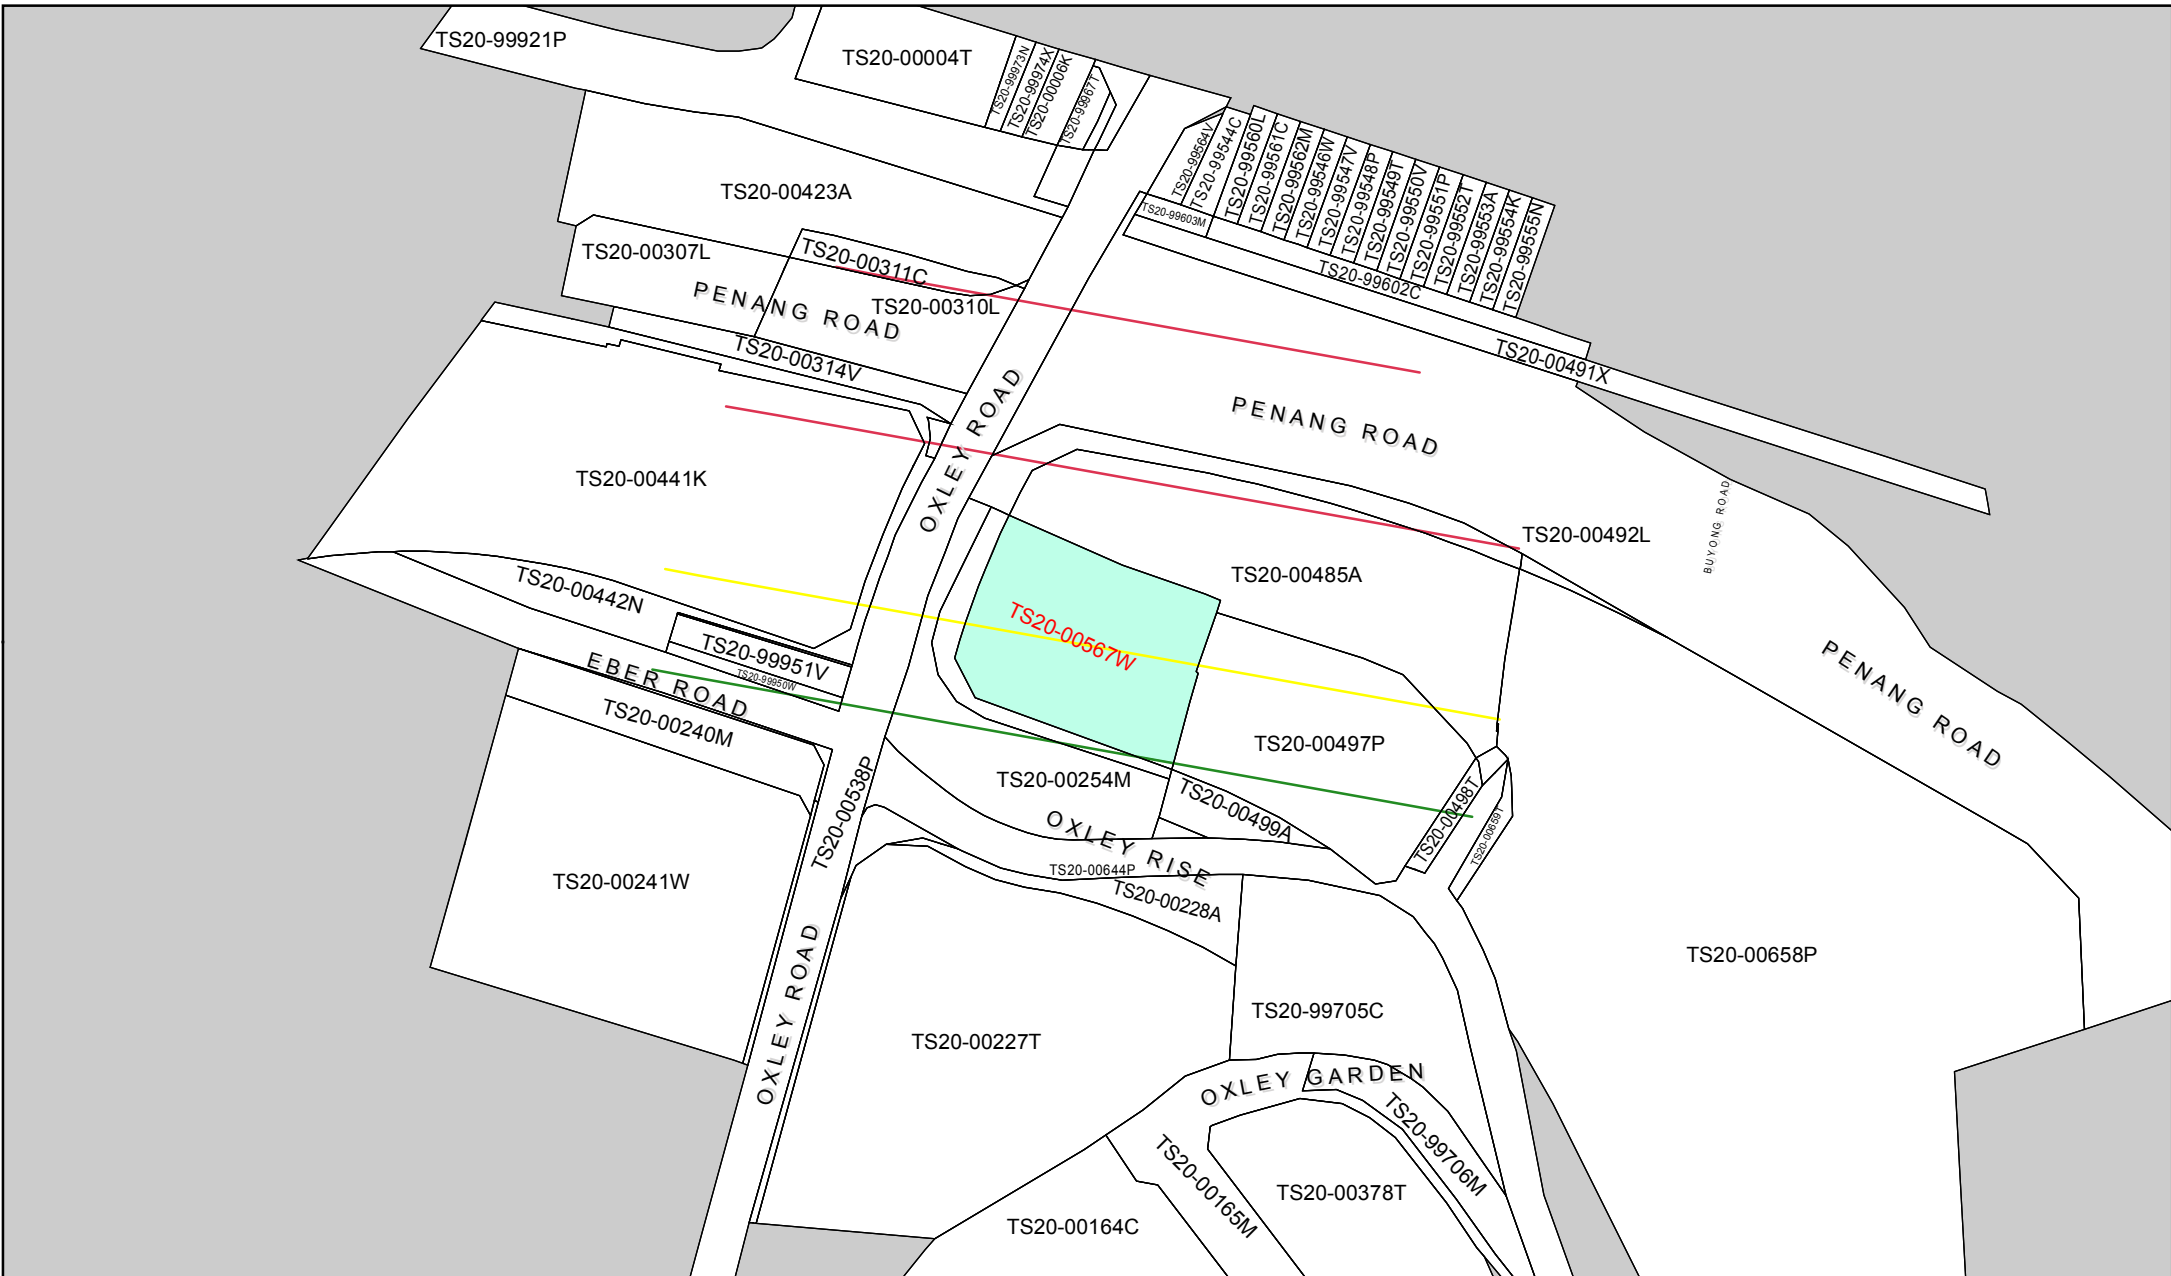 TS20-99921P
TS20-00004T
TS20-99973N
TS20-99974X
TS20-00006K
TS20-99967T
TS20-99564V
TS20-99544C
TS20-99560L
TS20-99561C
TS20-99562M
TS20-99546W
TS20-99547V
TS20-99548P
TS20-99549T
TS20-99550V
TS20-99551P
TS20-99552T
TS20-99553A
TS20-99554K
TS20-99555N
TS20-00423A
TS20-99603M
TS20-99602C
TS20-00307L
TS20-00311C
TS20-00310L
PENANG ROAD
TS20-00314V
TS20-00491X
OXLEY ROAD
PENANG ROAD
TS20-00441K
TS20-00492L
BUYONG ROAD
TS20-00485A
TS20-00442N
TS20-00567W
TS20-99951V
TS20-99950W
EBER ROAD
TS20-00240M
PENANG ROAD
TS20-00497P
TS20-00254M
TS20-00538P
TS20-00499A
TS20-00498T
TS20-00659T
OXLEY RISE
TS20-00644P
TS20-00228A
TS20-00241W
OXLEY ROAD
TS20-00658P
TS20-99705C
TS20-00227T
OXLEY GARDEN
TS20-99706M
TS20-00165M
TS20-00378T
TS20-00164C